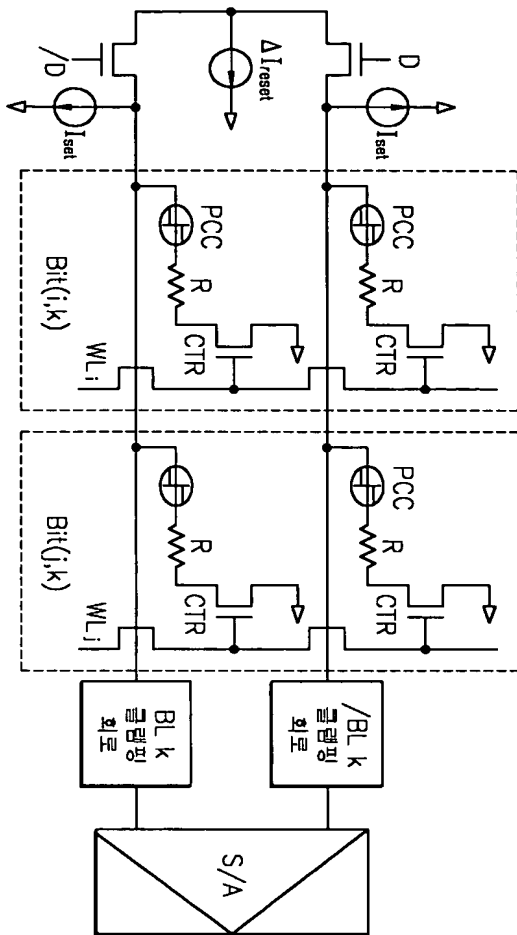 S/A
/BL k
클램핑
회로
BL k
클램핑
회로
PCC
R
CTR
PCC
R
CTR
WLj
Bit(j,k)
PCC
R
CTR
PCC
R
CTR
WLi
Bit(i,k)
Iset
Iset
D
ΔIreset
/D